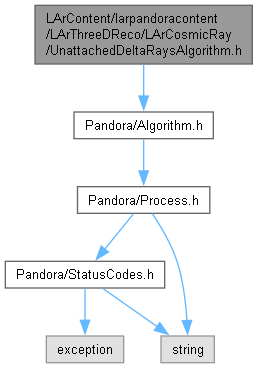 LArContent/larpandoracontent
/LArThreeDReco/LArCosmicRay
/UnattachedDeltaRaysAlgorithm.h
Pandora/Algorithm.h
Pandora/Process.h
Pandora/StatusCodes.h
exception
string